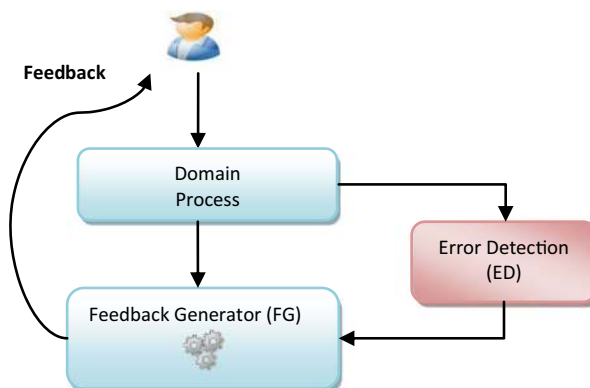 Feedback
Domain
Process
Error Detection
(ED)
Feedback Generator (FG)